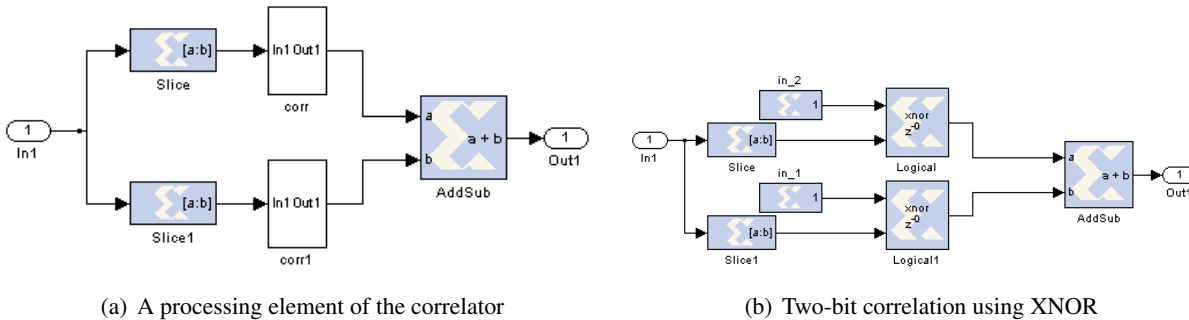 1
In1
[a:b]
Slice
In1 Out1
corr
[a:b]
Slice1
In1 Out1
corr1
a
b
a + b
AddSub
1
Out1
(a) A processing element of the correlator
1
In1
in_2
1
[a:b]
Slice
xnor
z-0
Logical
in_1
1
[a:b]
Slice1
xnor
z-0
Logical1
a
b
a + b
AddSub
1
Out1
(b) Two-bit correlation using XNOR